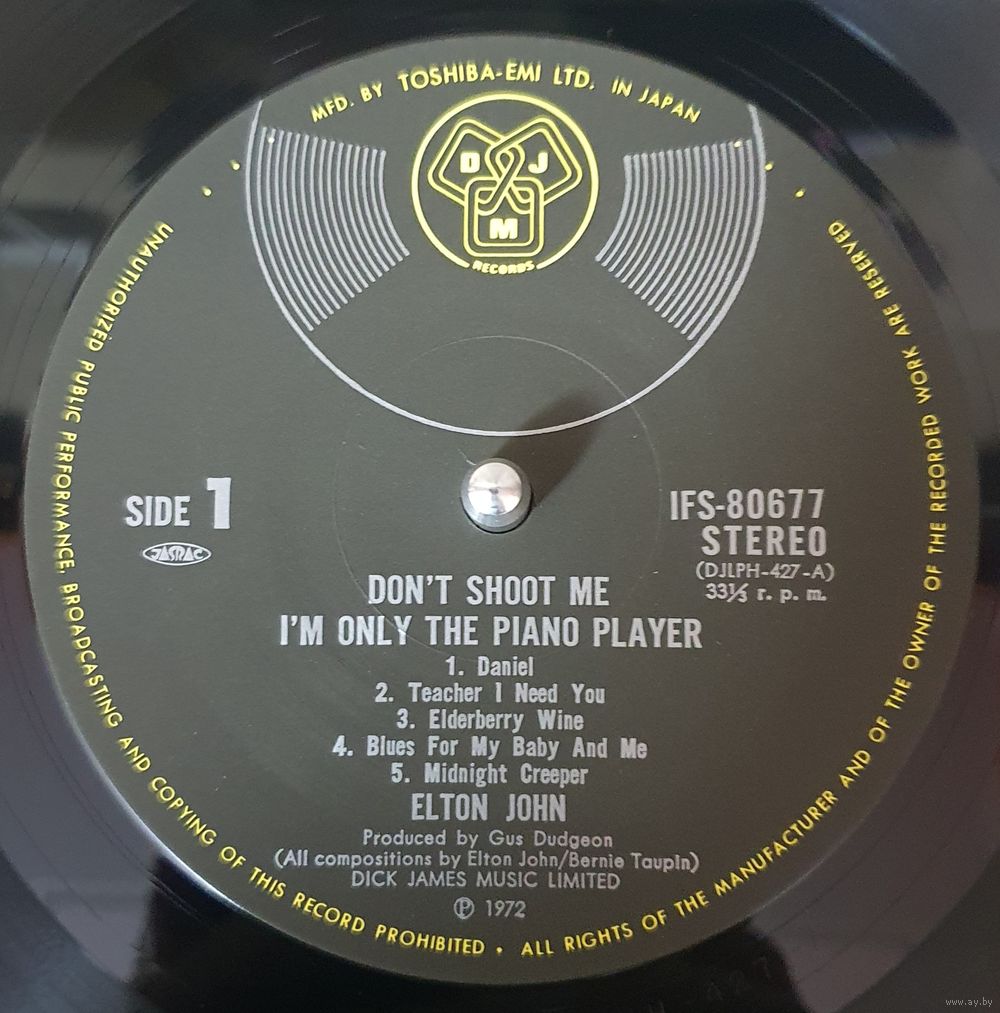 MFD. BY TOSHIBA-EMI LTD. IN JAPAN
D J
M
RECORDS
SIDE 1
JASRAC
IFS-80677
STEREO
(DJLPH-427-A)
33⅓ r. p. m.
DON'T SHOOT ME
I'M ONLY THE PIANO PLAYER
1. Daniel
2. Teacher I Need You
3. Elderberry Wine
4. Blues For My Baby And Me
5. Midnight Creeper
ELTON JOHN
Produced by Gus Dudgeon
(All compositions by Elton John/Bernie Taupin)
DICK JAMES MUSIC LIMITED
℗ 1972
UNAUTHORIZED PUBLIC PERFORMANCE, BROADCASTING AND COPYING OF THIS RECORD PROHIBITED • ALL RIGHTS OF THE MANUFACTURER AND OF THE OWNER OF THE RECORDED WORK ARE RESERVED
www.ay.by